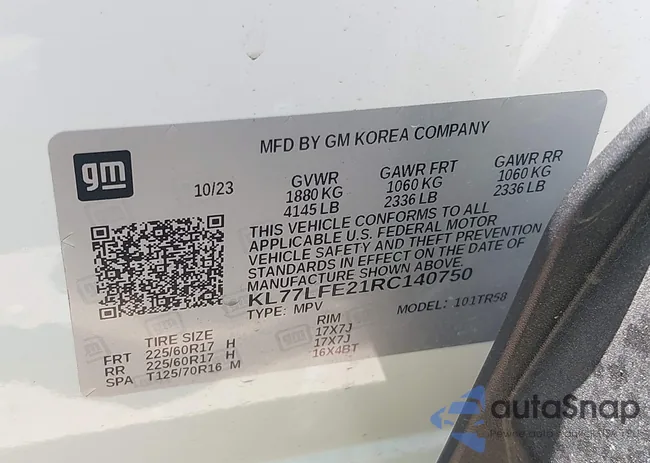 gm
MFD BY GM KOREA COMPANY
10/23
GVWR GAWR FRT GAWR RR
1880 KG 1060 KG 1060 KG
4145 LB 2336 LB 2336 LB
THIS VEHICLE CONFORMS TO ALL
APPLICABLE U.S. FEDERAL MOTOR
VEHICLE SAFETY AND THEFT PREVENTION
STANDARDS IN EFFECT ON THE DATE OF
MANUFACTURE SHOWN ABOVE.
KL77LFE21RC140750
TYPE: MPV MODEL: 101TR58
TIRE SIZE RIM
FRT 225/60R17 H 17X7J
RR 225/60R17 H 17X7J
SPA T125/70R16 M 16X4BT
autaSnap